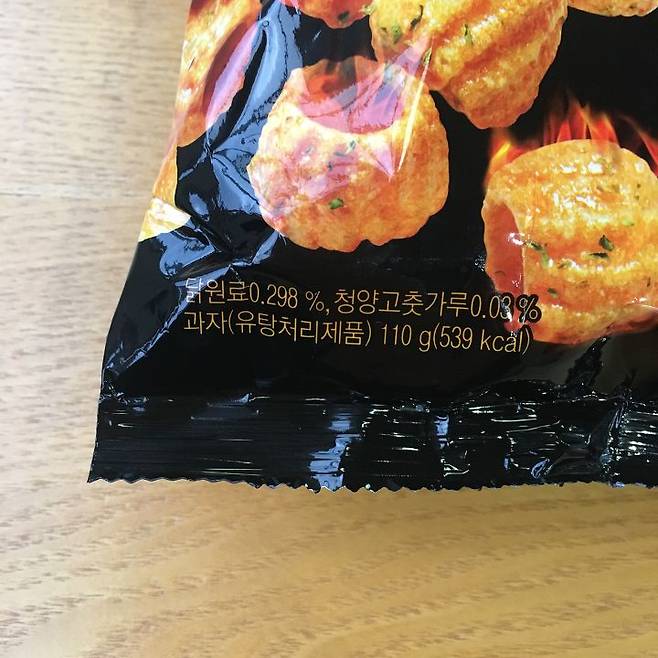 닭원료0.298 %, 청양고춧가루0.03 %
과자(유탕처리제품) 110 g(539 kcal)